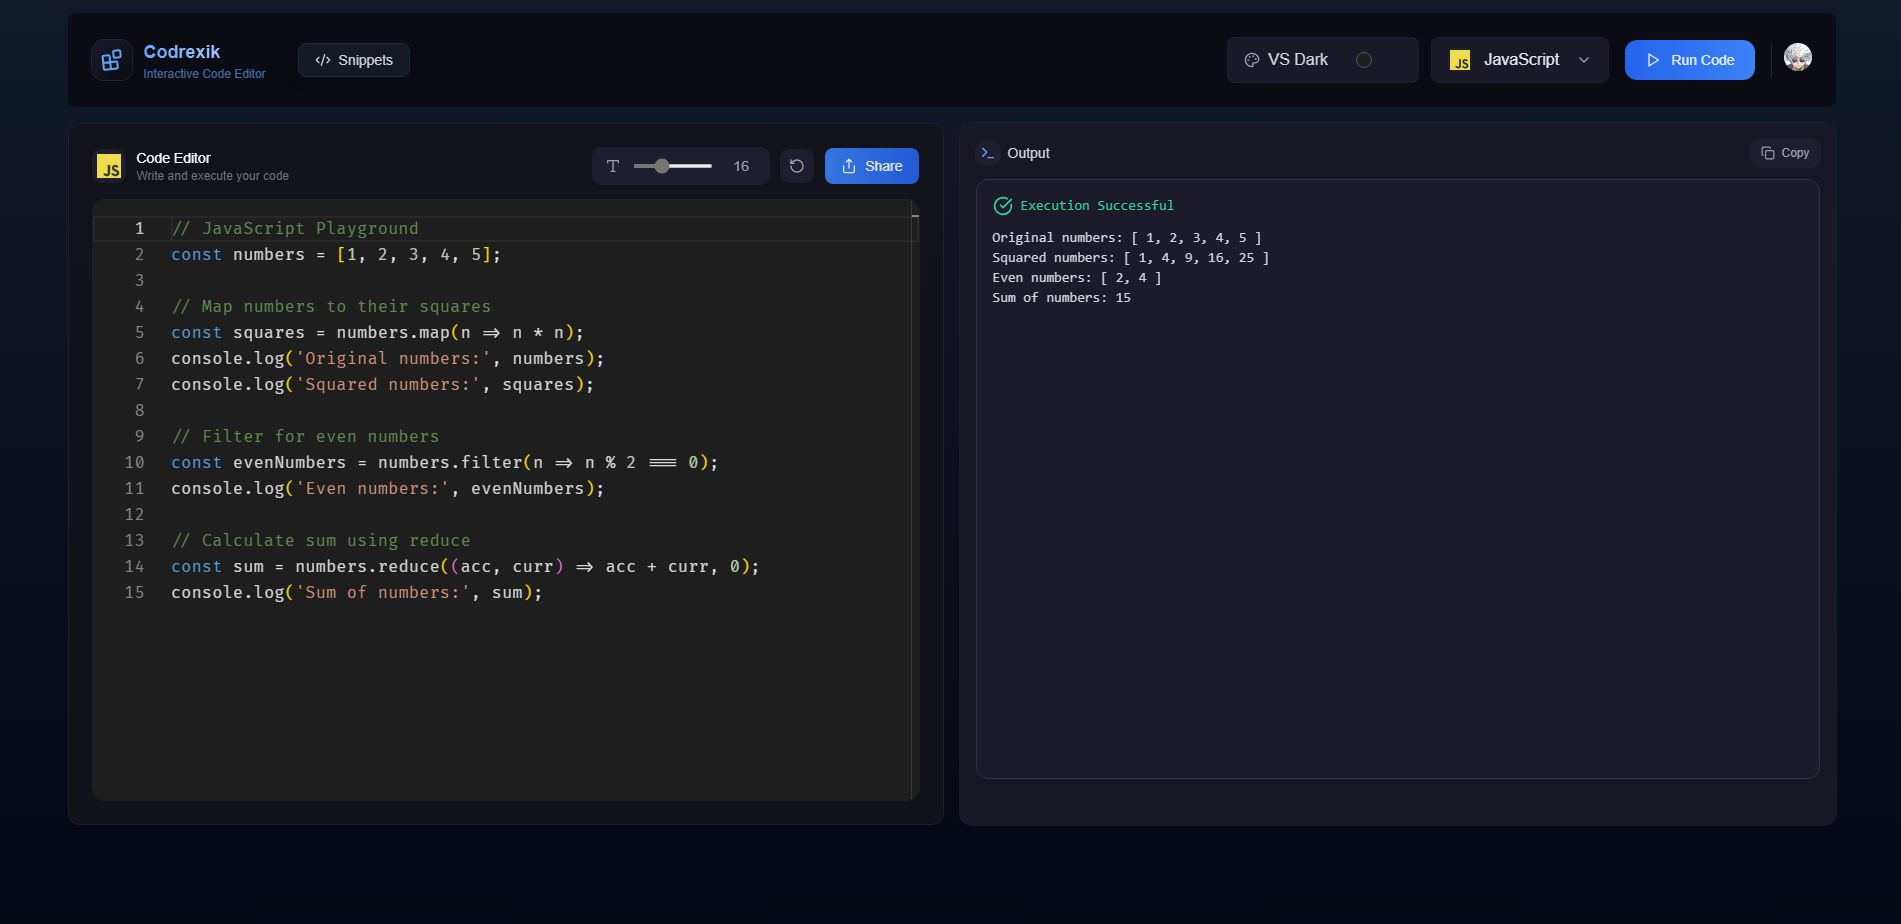 Codrexik
Interactive Code Editor
Snippets
VS Dark
JS
JavaScript
Run Code
JS
Code Editor
Write and execute your code
16
Share
1 // JavaScript Playground
2 const numbers = [1, 2, 3, 4, 5];
3
4 // Map numbers to their squares
5 const squares = numbers.map(n => n * n);
6 console.log('Original numbers:', numbers);
7 console.log('Squared numbers:', squares);
8
9 // Filter for even numbers
10 const evenNumbers = numbers.filter(n => n % 2 === 0);
11 console.log('Even numbers:', evenNumbers);
12
13 // Calculate sum using reduce
14 const sum = numbers.reduce((acc, curr) => acc + curr, 0);
15 console.log('Sum of numbers:', sum);
Output
Copy
Execution Successful
Original numbers: [ 1, 2, 3, 4, 5 ]
Squared numbers: [ 1, 4, 9, 16, 25 ]
Even numbers: [ 2, 4 ]
Sum of numbers: 15